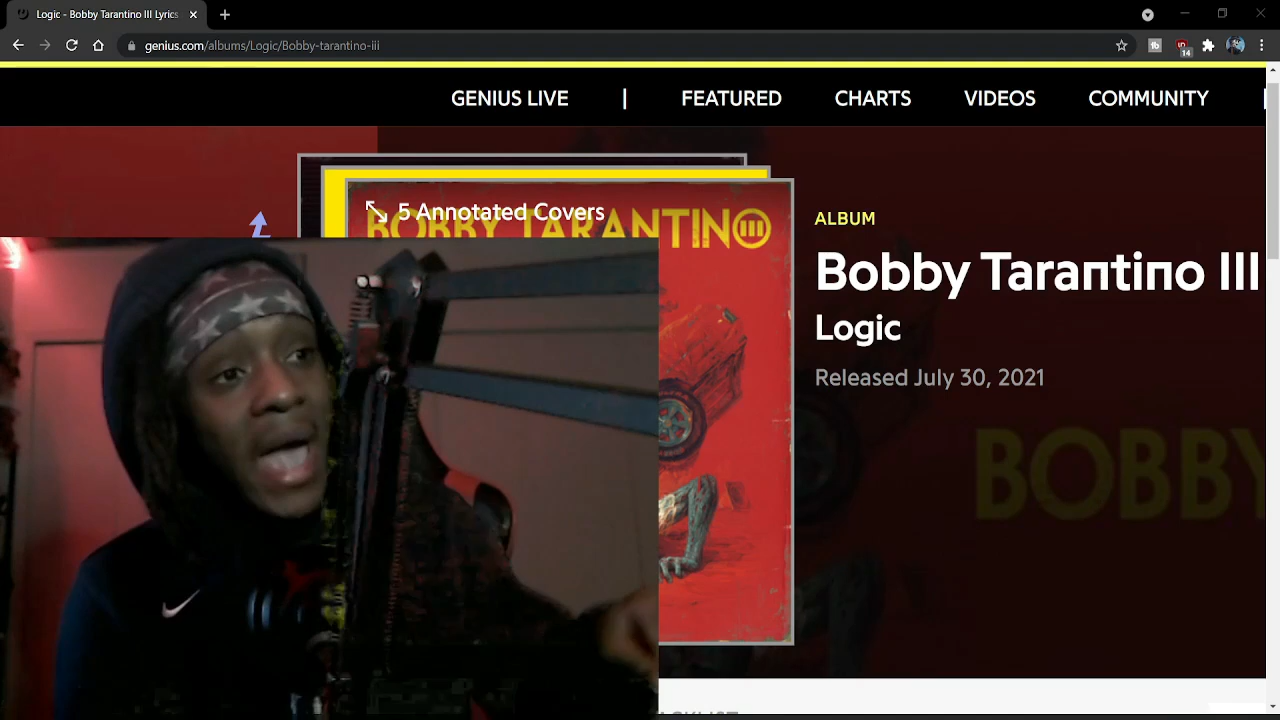 Logic - Bobby Tarantino III Lyrics
genius.com/albums/Logic/Bobby-tarantino-iii
14
GENIUS LIVE | FEATURED CHARTS VIDEOS COMMUNITY
5 Annotated Covers
BOBBY TARANTINO III
ALBUM
Bobby Tarantino III
Logic
Released July 30, 2021
BOBBY